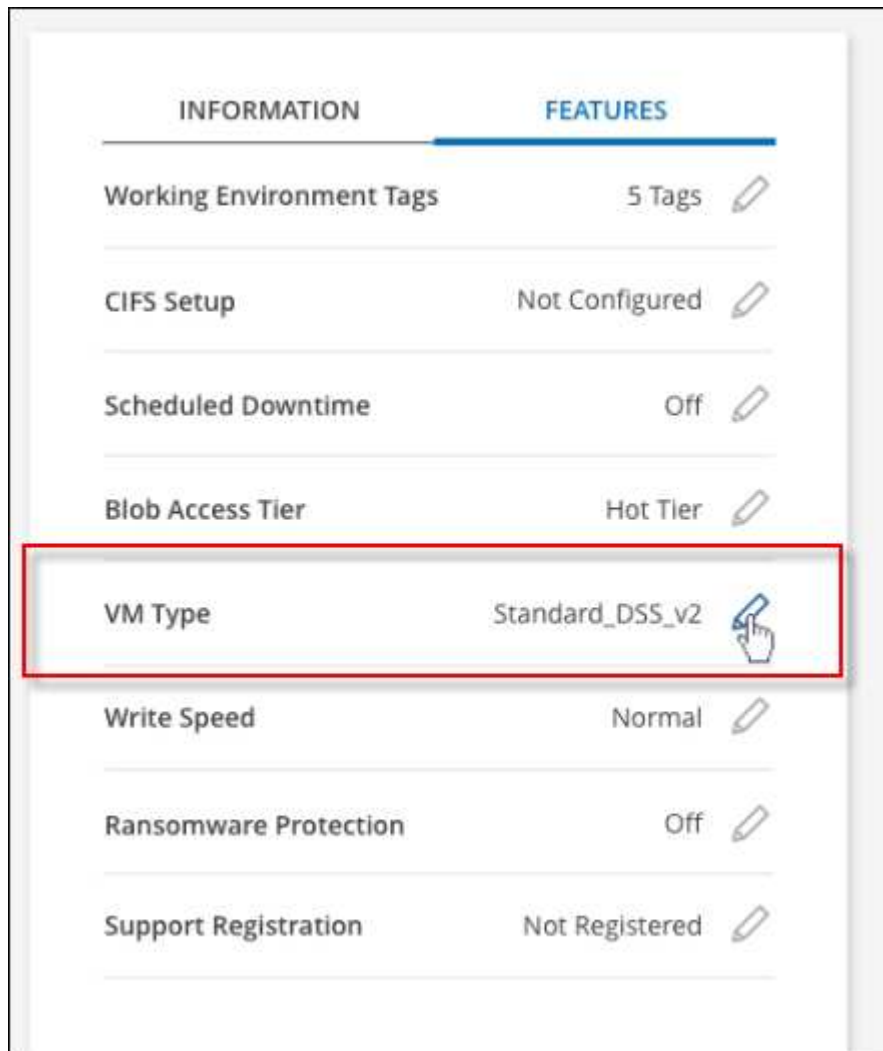 INFORMATION FEATURES
Working Environment Tags 5 Tags
CIFS Setup Not Configured
Scheduled Downtime Off
Blob Access Tier Hot Tier
VM Type Standard_DSS_v2
Write Speed Normal
Ransomware Protection Off
Support Registration Not Registered